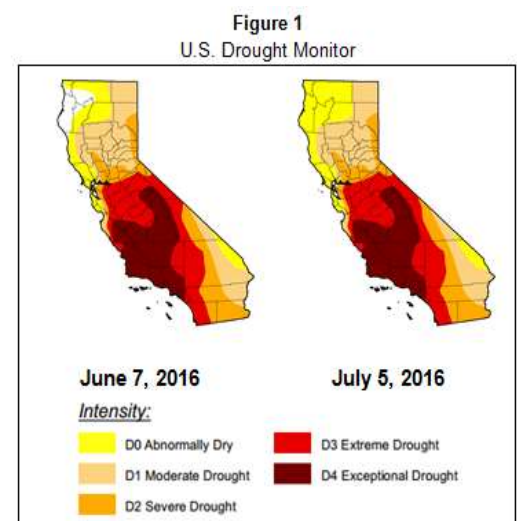 Figure 1
U.S. Drought Monitor
June 7, 2016
July 5, 2016
Intensity:
D0 Abnormally Dry
D3 Extreme Drought
D1 Moderate Drought
D4 Exceptional Drought
D2 Severe Drought